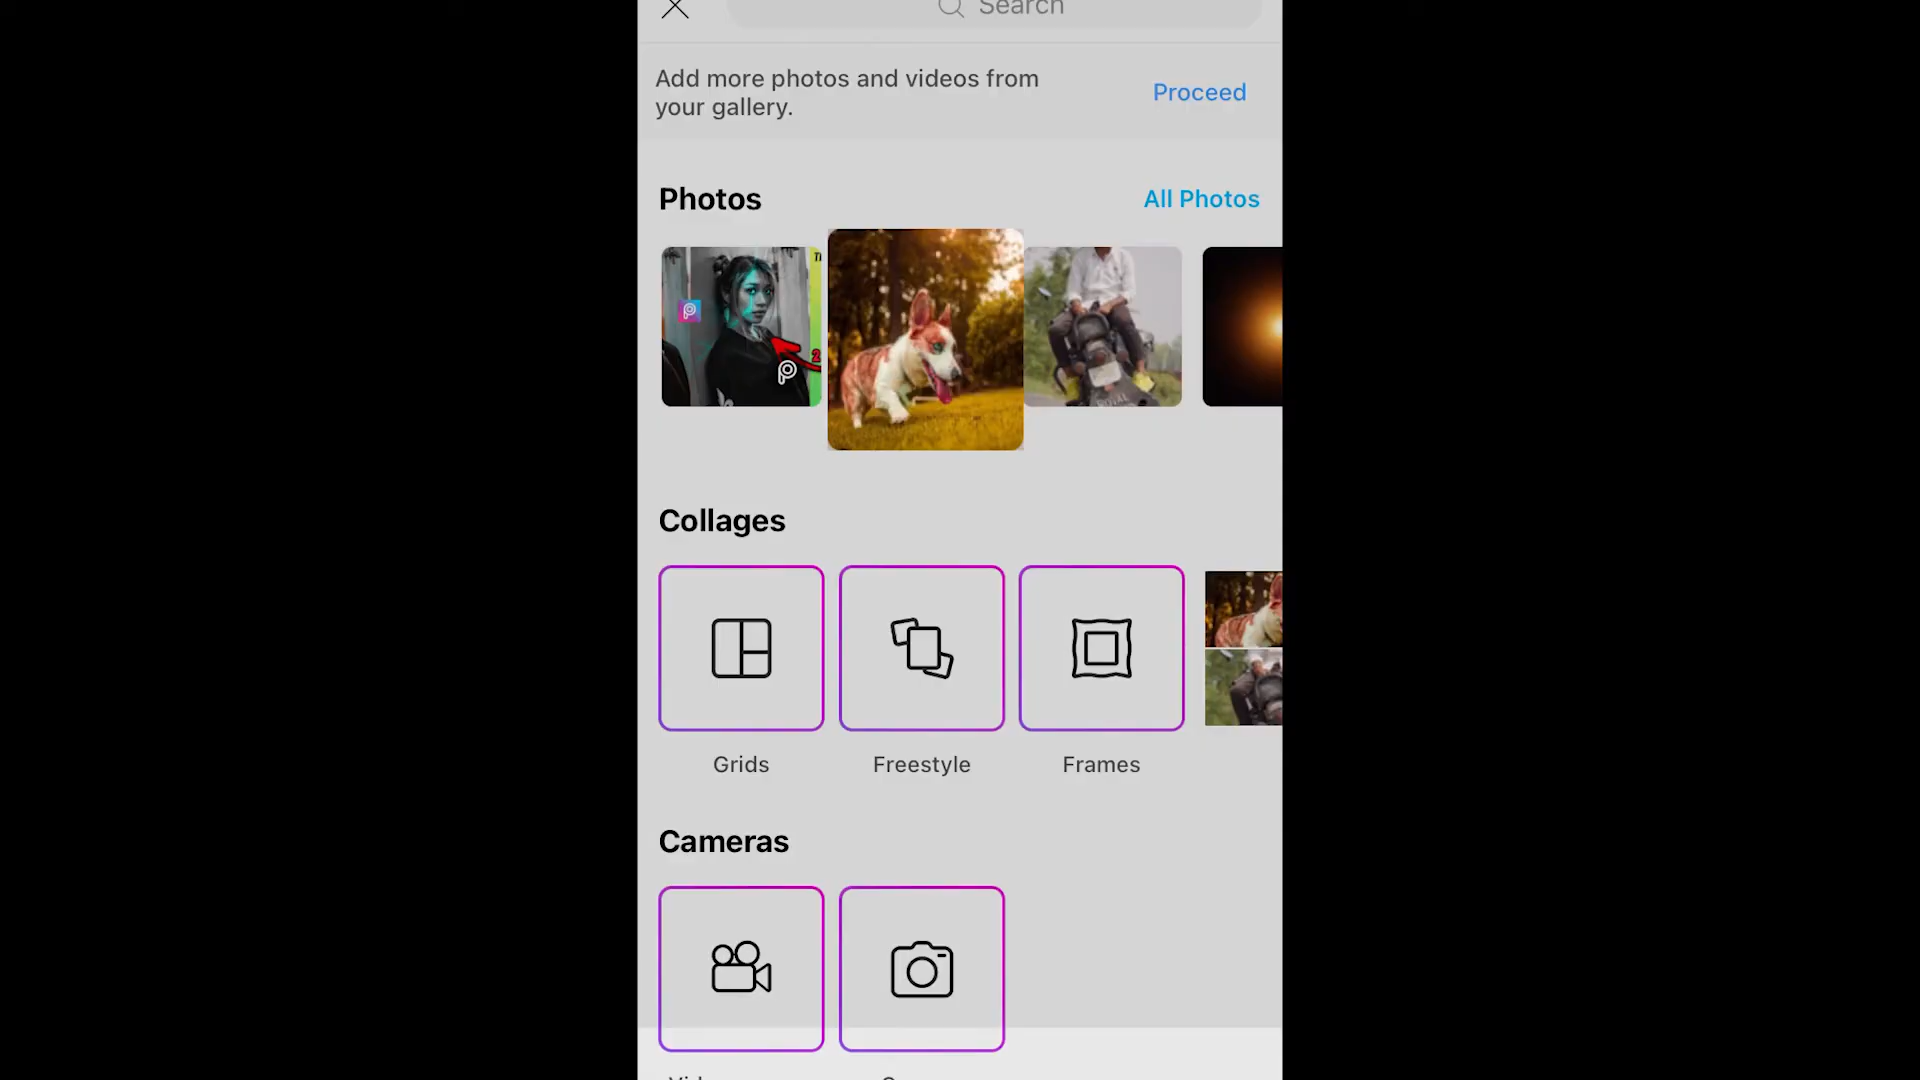 Search
Add more photos and videos from
your gallery.
Proceed
Photos
All Photos
Collages
Grids
Freestyle
Frames
Cameras